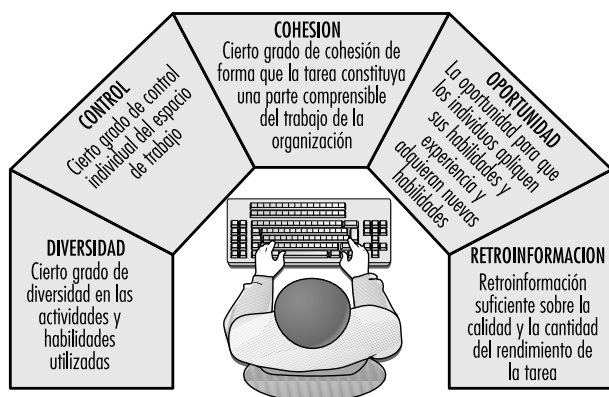 COHESION
Cierto grado de cohesión de
forma que la tarea constituya
una parte comprensible
del trabajo de la
organización
CONTROL
Cierto grado de control
individual del espacio
de trabajo
OPORTUNIDAD
La oportunidad para que
los individuos apliquen
sus habilidades y
experiencia y
adquieran nuevas
habilidades
DIVERSIDAD
Cierto grado de
diversidad en las
actividades y
habilidades
utilizadas
RETROINFORMACION
Retroinformación
suficiente sobre la
calidad y la cantidad
del rendimiento de
la tarea